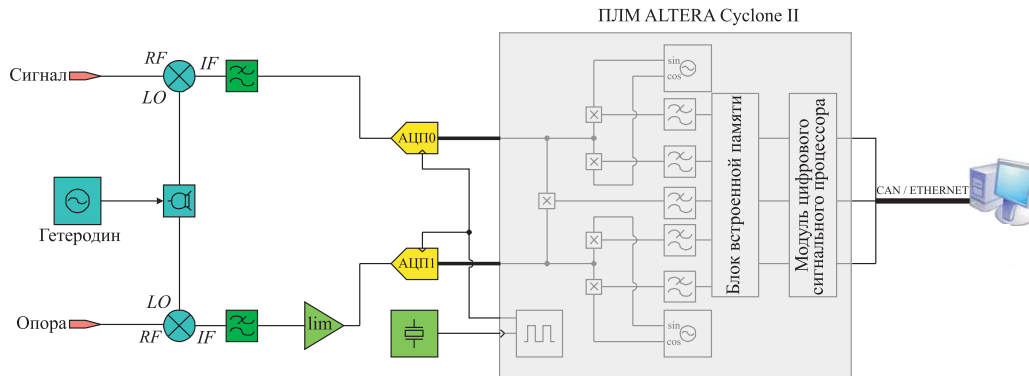 ПЛМ ALTERA Cyclone II
Сигнал
RF
IF
LO
sin
cos
АЦП0
Блок встроенной памяти
Модуль цифрового
сигнального процессора
CAN / ETHERNET
Гетеродин
АЦП1
LO
Опора
RF
IF
lim
sin
cos